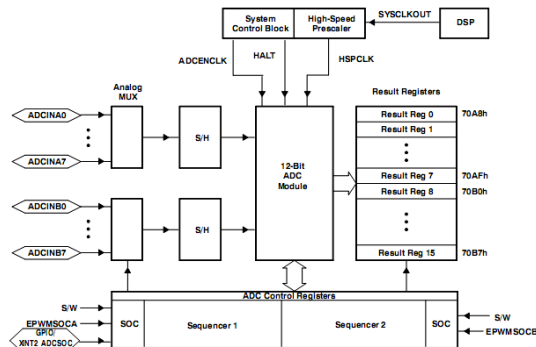 System
Control Block
High-Speed
Prescaler
SYSCLKOUT
DSP
ADCENCLK
HALT
HSPCLK
Analog
MUX
Result Registers
ADCINA0
ADCINA7
S/H
12-Bit
ADC
Module
Result Reg 0
70A8h
Result Reg 1
Result Reg 7
70AFh
Result Reg 8
70B0h
ADCINB0
ADCINB7
S/H
Result Reg 15
70B7h
ADC Control Registers
S/W
EPWMSOCA
GPIO/
XNT2 ADCSOC
SOC
Sequencer 1
Sequencer 2
SOC
S/W
EPWMSOCB